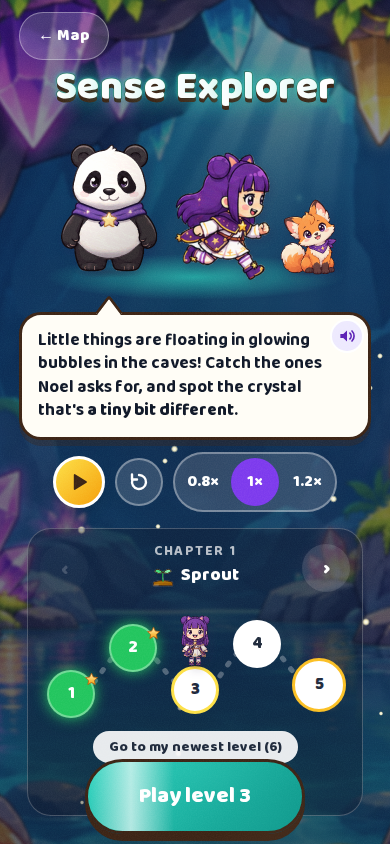 ← Map
Sense Explorer
Little things are floating in glowing
bubbles in the caves! Catch the ones
Noel asks for, and spot the crystal
that's a tiny bit different.
0.8× 1× 1.2×
CHAPTER 1
‹ 🌱 Sprout ›
1 2 3 4 5
Go to my newest level (6)
Play level 3